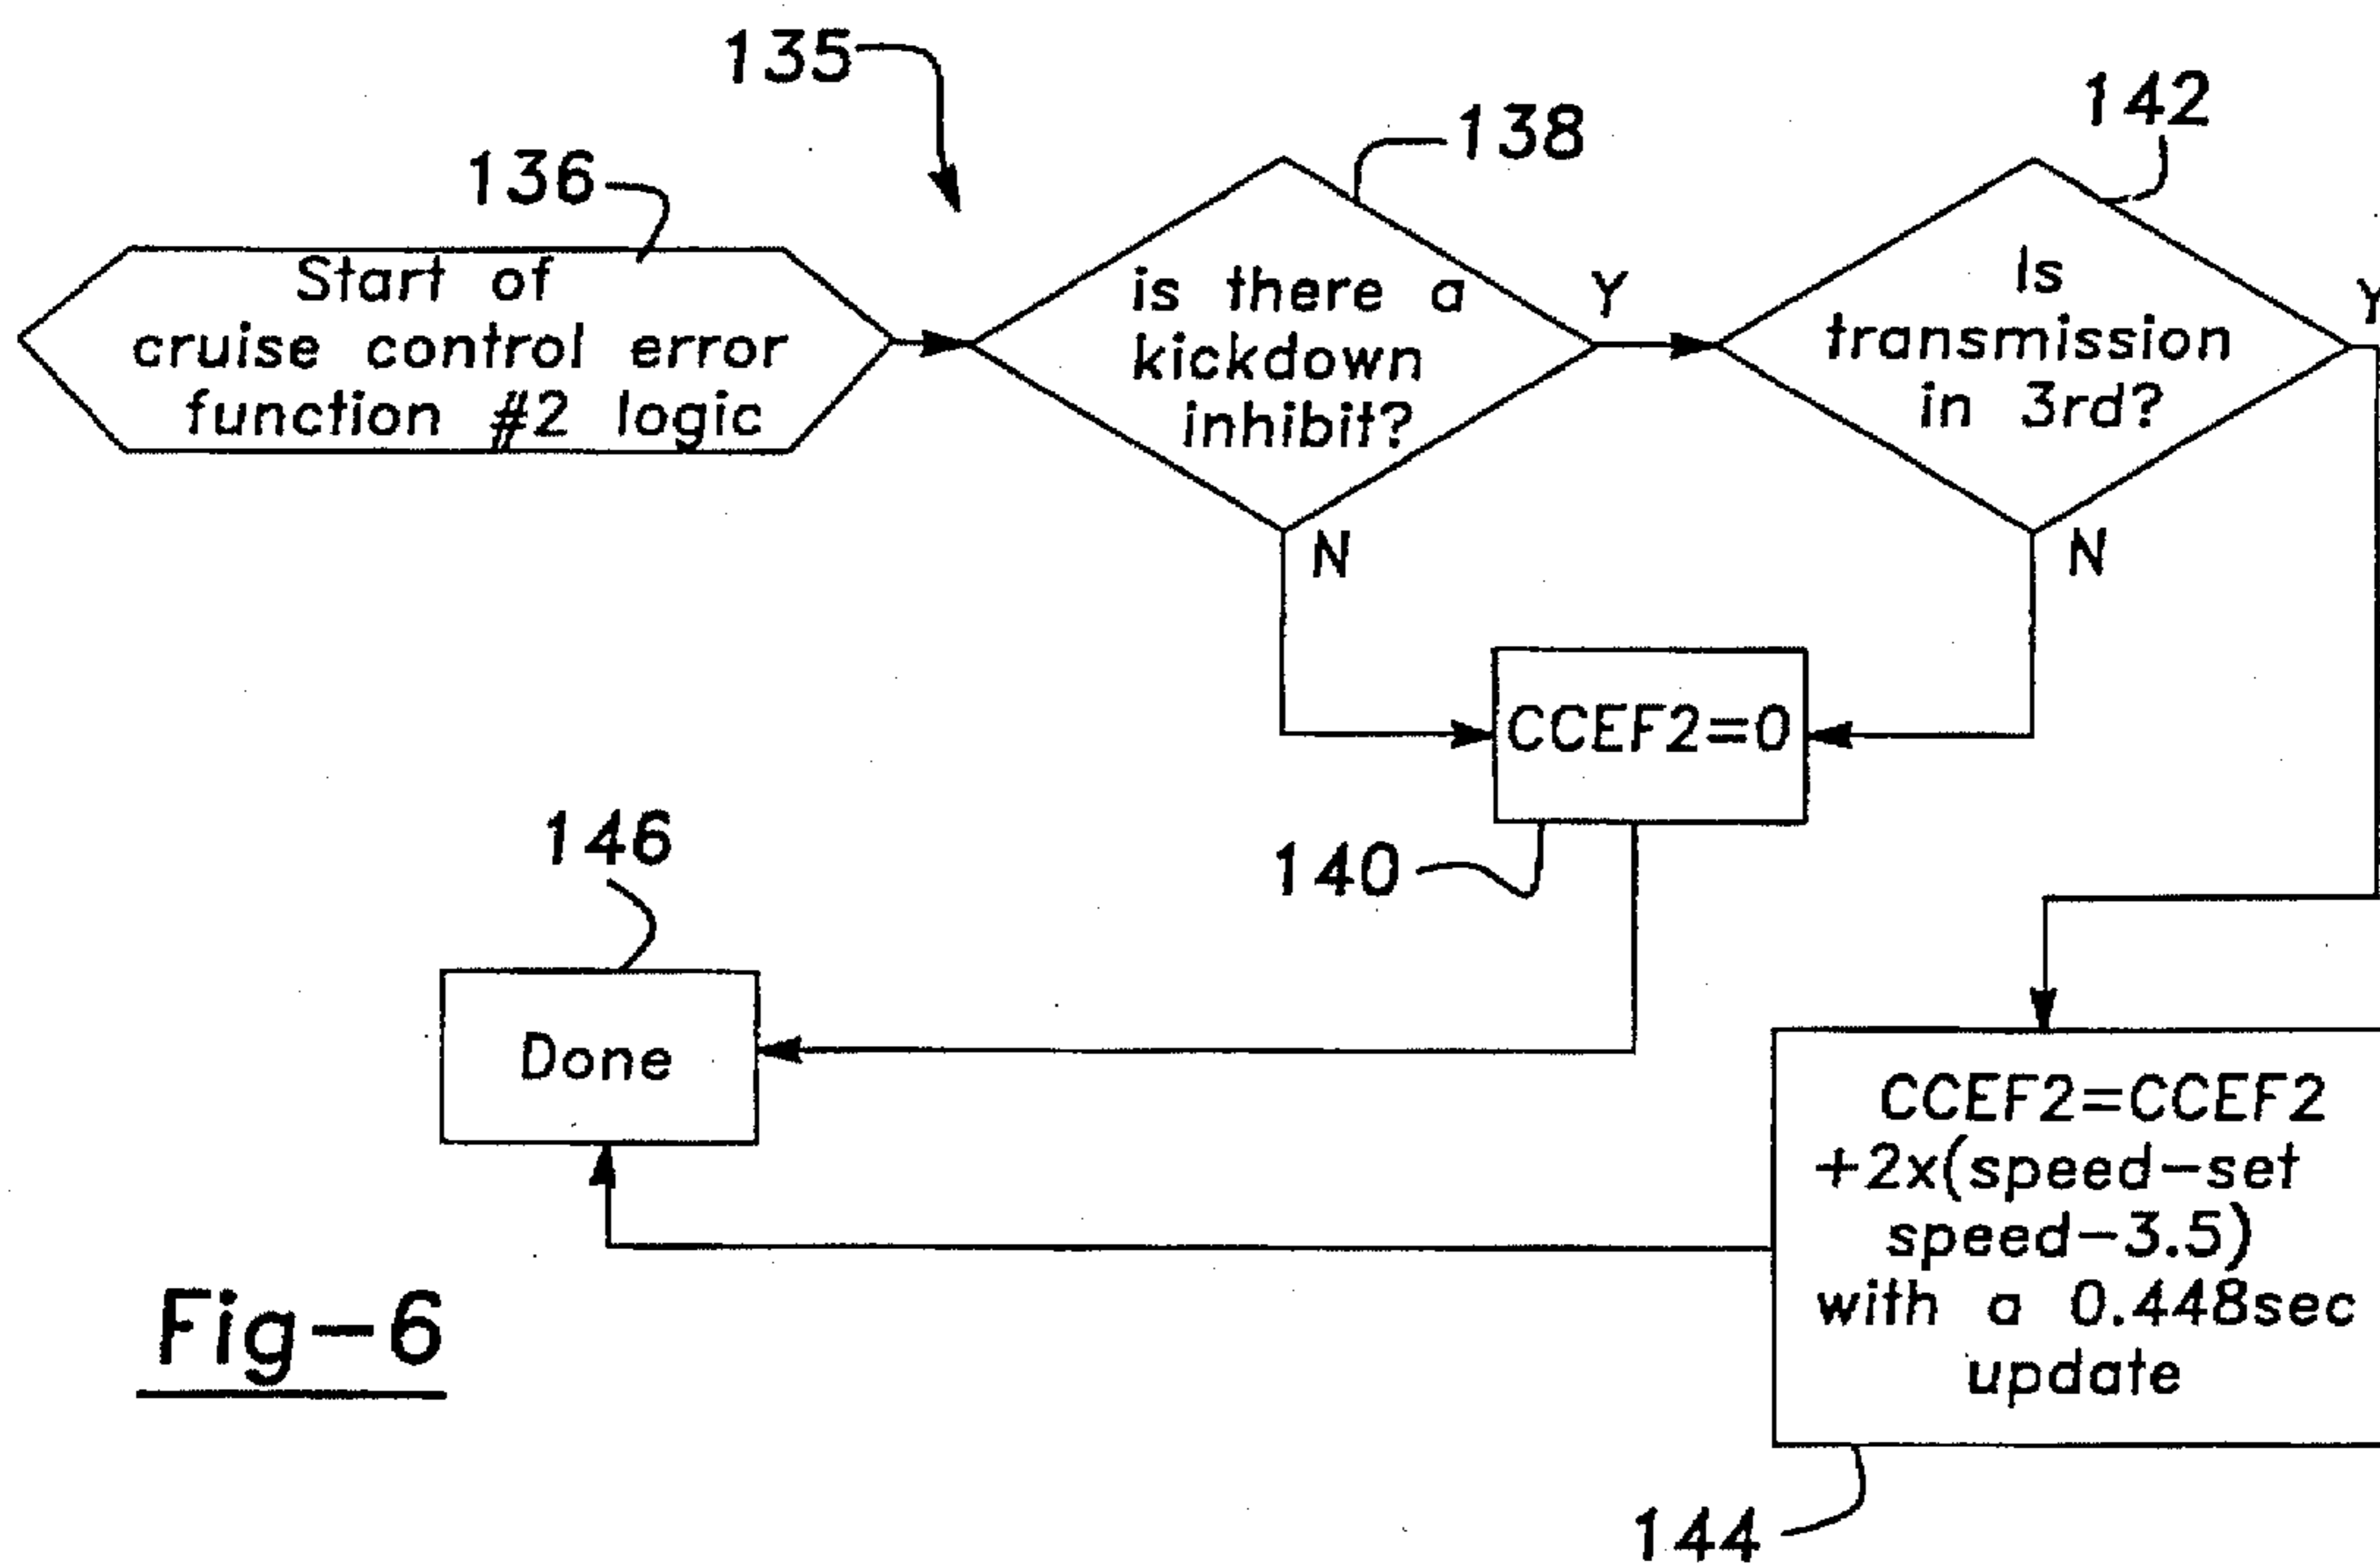 135
136
138
142
Start of
cruise control error
function #2 logic
is there a
kickdown
inhibit?
Y
Is
transmission
in 3rd?
Y
N
N
CCEF2=0
140
146
Done
CCEF2=CCEF2
+2x(speed-set
speed-3.5)
with a 0.448sec
update
144
Fig-6